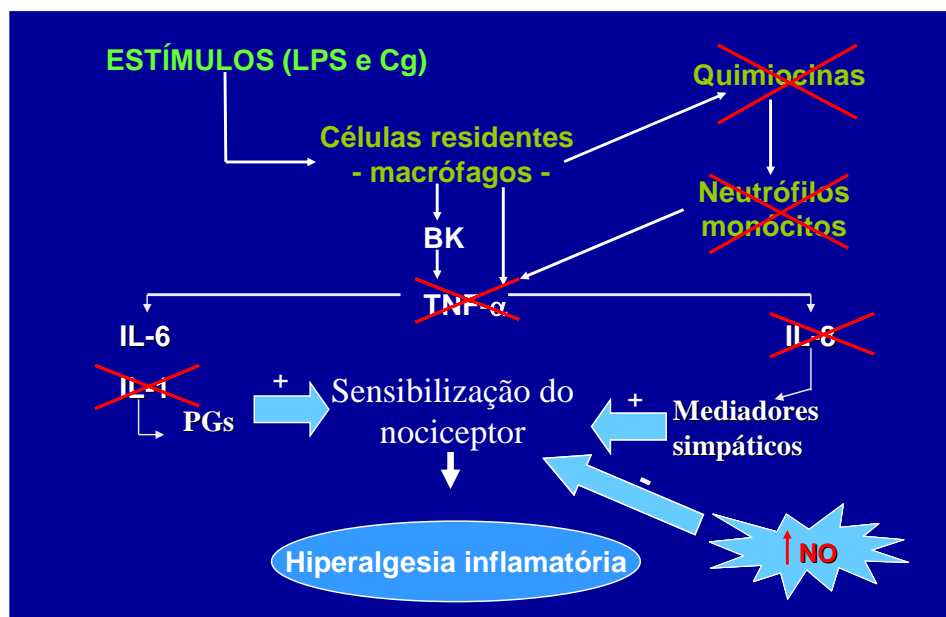 ESTÍMULOS (LPS e Cg)
Quimiocinas
Células residentes
- macrófagos -
Neutrófilos
monócitos
BK
TNF-α
IL-6
IL-8
IL-1
PGs
+
Sensibilização do
nociceptor
+
Mediadores
simpáticos
-
Hiperalgesia inflamatória
↑ NO